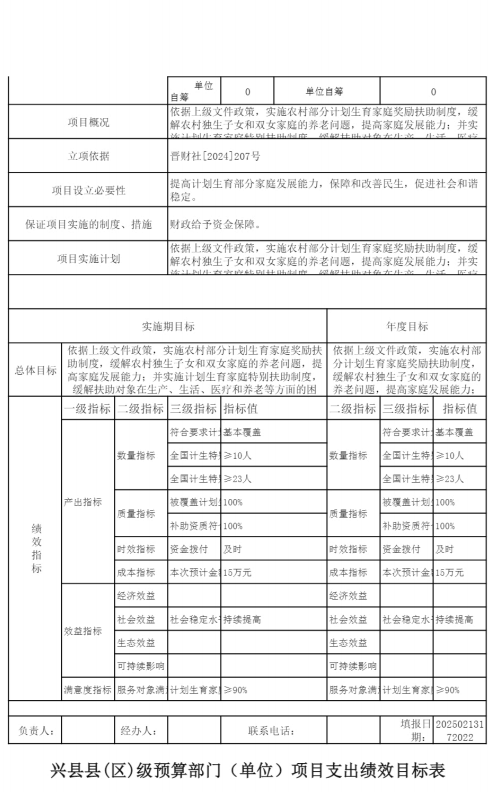 单位
自筹 0 单位自筹 0
项目概况 依据上级文件政策，实施农村部分计划生育家庭奖励扶助制度，缓
解农村独生子女和双女家庭的养老问题，提高家庭发展能力；并实
立项依据 晋财社[2024]207号
项目设立必要性 提高计划生育部分家庭发展能力，保障和改善民生，促进社会和谐
稳定。
保证项目实施的制度、措施 财政给予资金保障。
项目实施计划 依据上级文件政策，实施农村部分计划生育家庭奖励扶助制度，缓
解农村独生子女和双女家庭的养老问题，提高家庭发展能力；并实
实施期目标 年度目标
总体目标
依据上级文件政策，实施农村部分计划生育家庭奖励扶
助制度，缓解农村独生子女和双女家庭的养老问题，提
高家庭发展能力；并实施计划生育家庭特别扶助制度，
缓解扶助对象在生产、生活、医疗和养老等方面的困
依据上级文件政策，实施农村部
分计划生育家庭奖励扶助制度，
缓解农村独生子女和双女家庭的
养老问题，提高家庭发展能力；
绩效指标
一级指标 二级指标 三级指标 指标值 二级指标 三级指标 指标值
产出指标 数量指标 符合要求计 基本覆盖 数量指标 符合要求计 基本覆盖
全国计生特 ≥10人 全国计生特 ≥10人
全国计生特 ≥23人 全国计生特 ≥23人
质量指标 被覆盖计划 100% 质量指标 被覆盖计划 100%
补助资质符 100% 补助资质符 100%
时效指标 资金拨付 及时 时效指标 资金拨付 及时
成本指标 本次预计金 15万元 成本指标 本次预计金 15万元
效益指标 经济效益 经济效益
社会效益 社会稳定水 持续提高 社会效益 社会稳定水 持续提高
生态效益 生态效益
可持续影响 可持续影响
满意度指标 服务对象满 计划生育家 ≥90% 服务对象满 计划生育家 ≥90%
负责人： 经办人： 联系电话： 填报日期： 20250213172022
兴县县(区)级预算部门（单位）项目支出绩效目标表